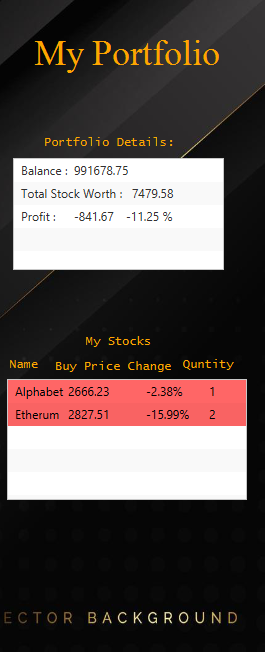 My Portfolio
Portfolio Details:
Balance : 991678.75
Total Stock Worth : 7479.58
Profit : -841.67 -11.25 %
My Stocks
Name Buy Price Change Quntity
Alphabet 2666.23 -2.38% 1
Etherum 2827.51 -15.99% 2
ECTOR BACKGROUND